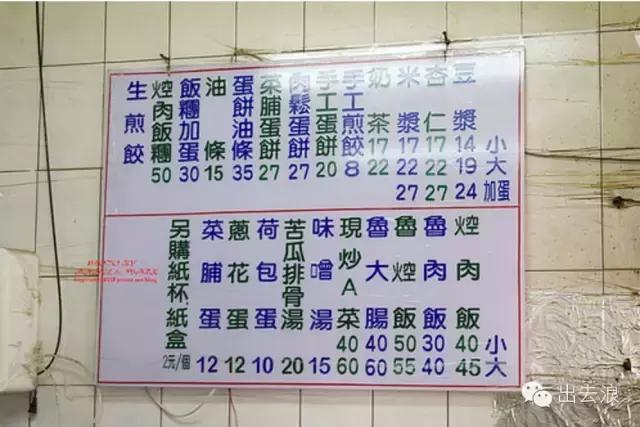 小 大 加蛋
豆漿 14 19 24
杏仁 17 22 27
米漿 17 22 27
奶茶 17 22
手工煎餃 8
手工蛋餅 20
肉鬆蛋餅 27
菜脯蛋餅 27
蛋餅油條 35
油條 15
飯糰加蛋 30
焢肉飯糰 50
生煎餃
小 大
焢肉飯 40 45
魯肉飯 30 40
魯焢飯 50 55
魯大腸 40 60
現炒A菜 40 60
味噌湯 15
苦瓜排骨湯 20
荷包蛋 10
蔥花蛋 12
菜脯蛋 12
另購紙杯.紙盒 2元/個
出去浪